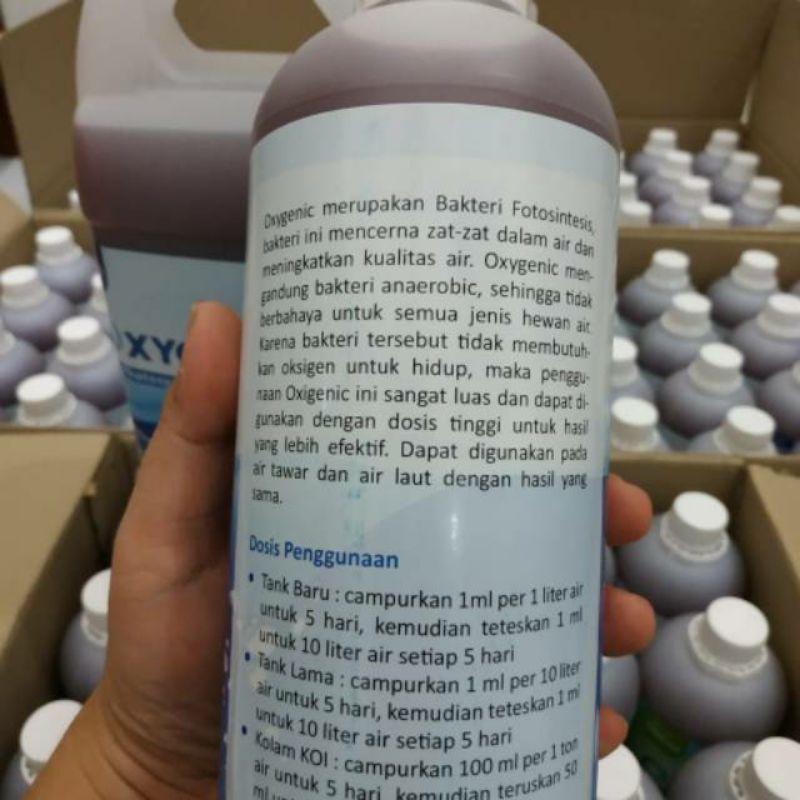 Oxygenic merupakan Bakteri Fotosintesis,
bakteri ini mencerna zat-zat dalam air dan
meningkatkan kualitas air. Oxygenic men-
gandung bakteri anaerobic, sehingga tidak
berbahaya untuk semua jenis hewan air.
Karena bakteri tersebut tidak membutuh-
kan oksigen untuk hidup, maka penggu-
naan Oxigenic ini sangat luas dan dapat di-
gunakan dengan dosis tinggi untuk hasil
yang lebih efektif. Dapat digunakan pada
air tawar dan air laut dengan hasil yang
sama.
Dosis Penggunaan
• Tank Baru : campurkan 1ml per 1 liter air
untuk 5 hari, kemudian teteskan 1 ml
untuk 10 liter air setiap 5 hari
• Tank Lama : campurkan 1 ml per 10 liter
air untuk 5 hari, kemudian teteskan 1 ml
untuk 10 liter air setiap 5 hari
• Kolam KOI : campurkan 100 ml per 1 ton
air untuk 5 hari, kemudian teruskan 50
ml
OXY